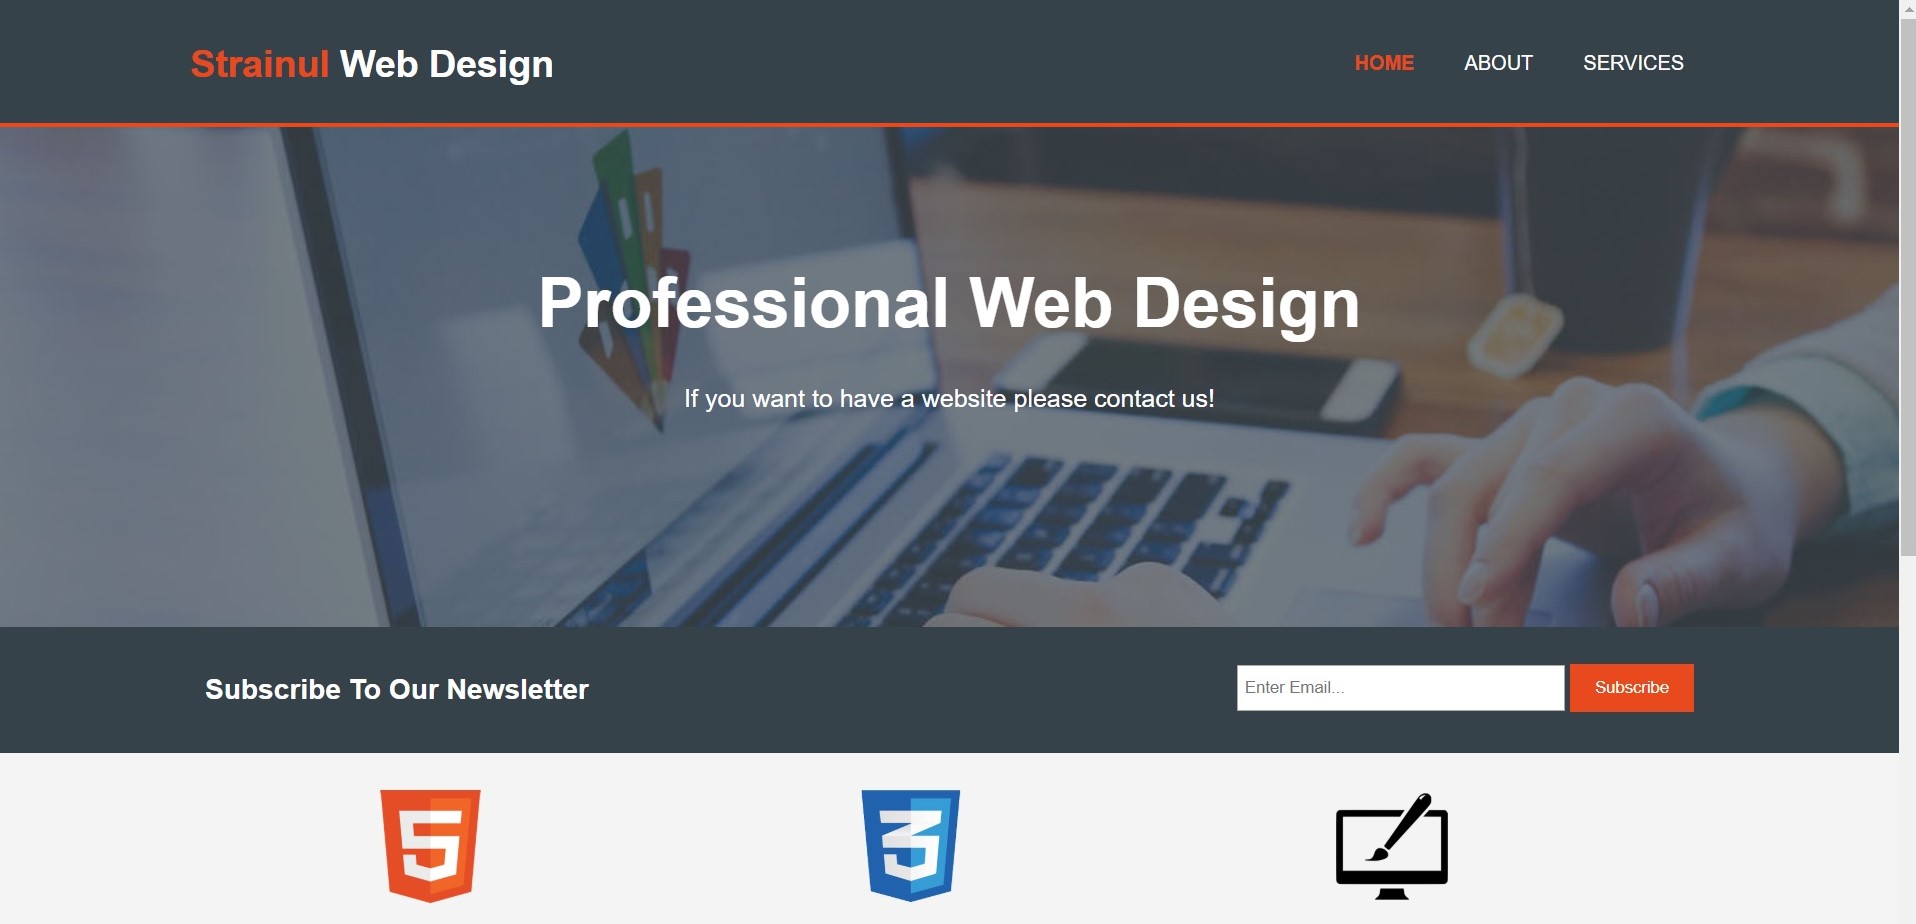 Strainul Web Design
HOME ABOUT SERVICES
Professional Web Design
If you want to have a website please contact us!
Subscribe To Our Newsletter
Enter Email...
Subscribe